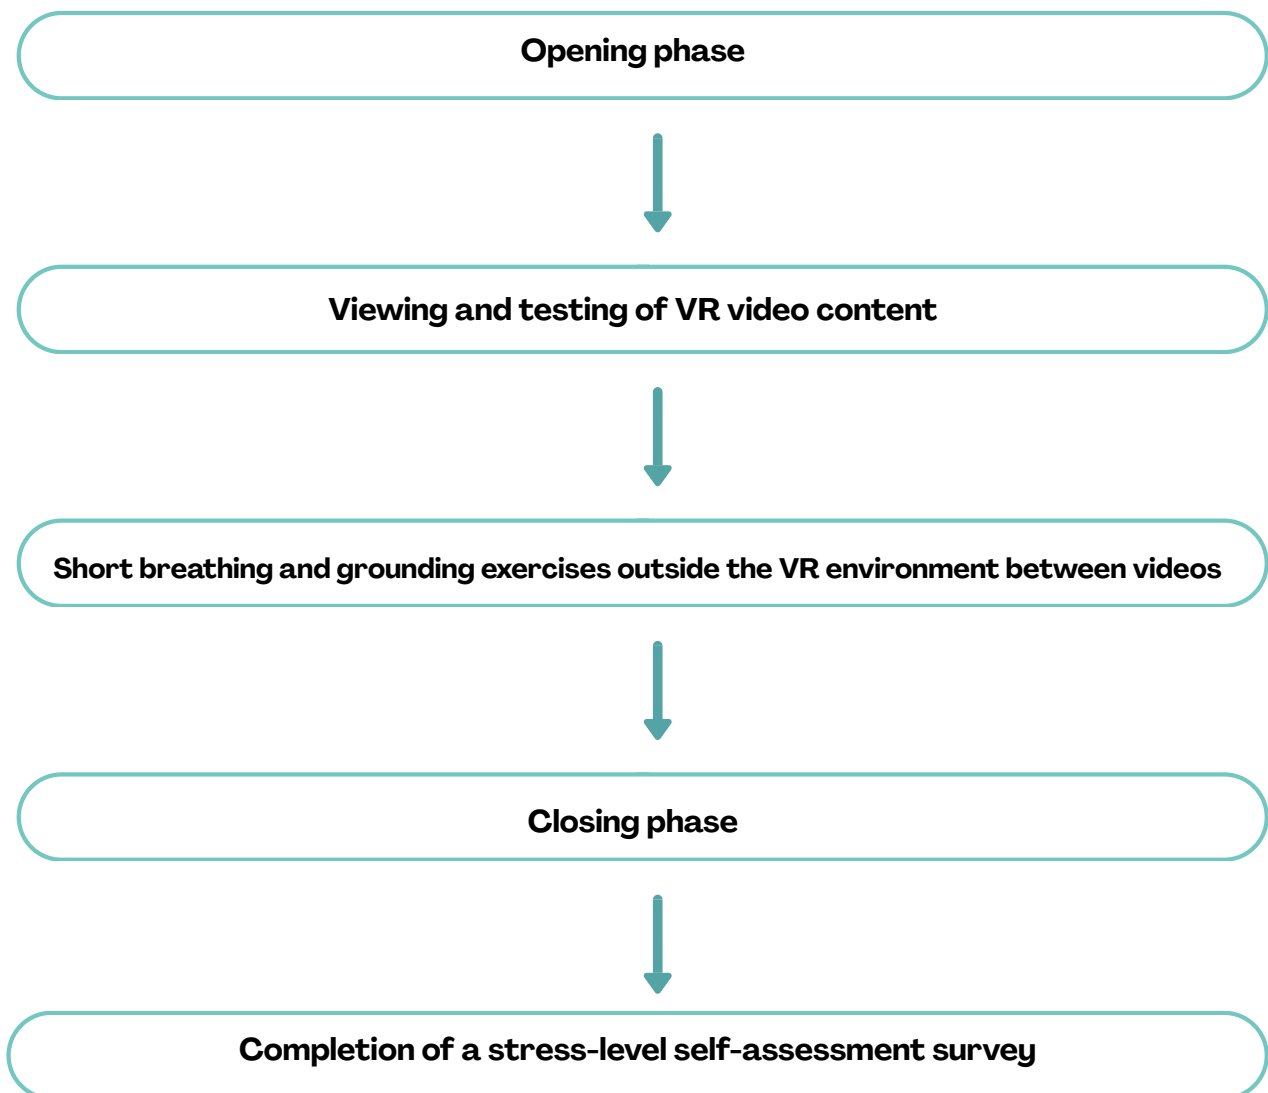 Opening phase
Viewing and testing of VR video content
Short breathing and grounding exercises outside the VR environment between videos
Closing phase
Completion of a stress-level self-assessment survey